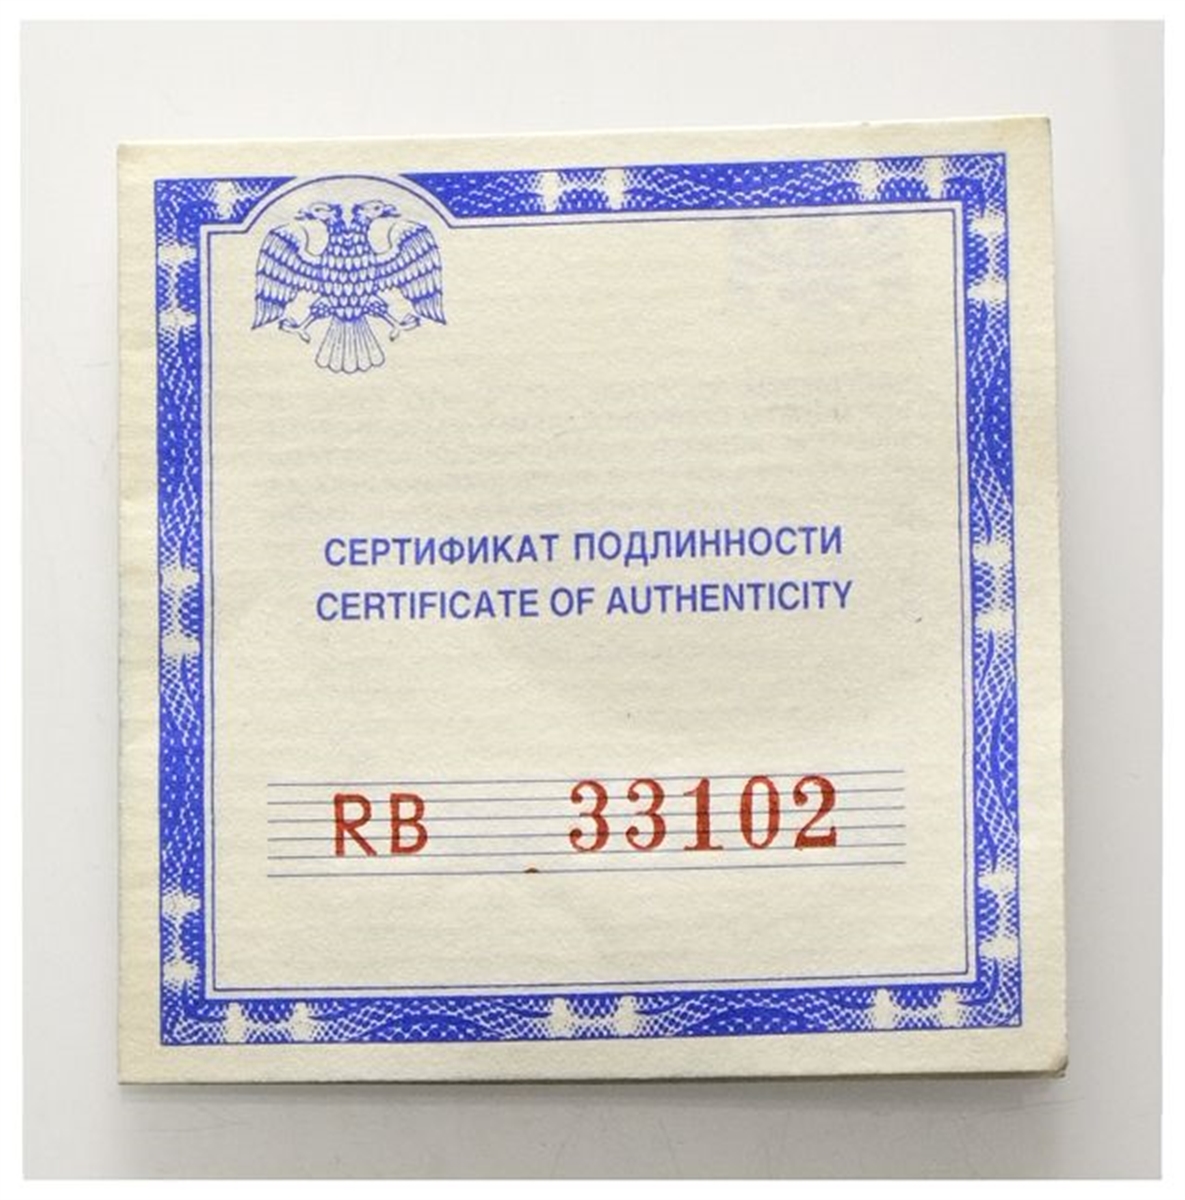 СЕРТИФИКАТ ПОДЛИННОСТИ
CERTIFICATE OF AUTHENTICITY
RB 33102